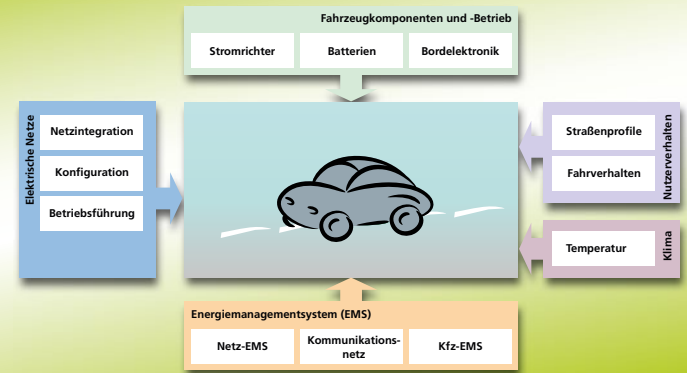 Fahrzeugkomponenten und -Betrieb
Stromrichter
Batterien
Bordelektronik
Elektrische Netze
Netzintegration
Konfiguration
Betriebsführung
Straßenprofile
Fahrverhalten
Nutzerverhalten
Temperatur
Klima
Energiemanagementsystem (EMS)
Netz-EMS
Kommunikations-
netz
Kfz-EMS